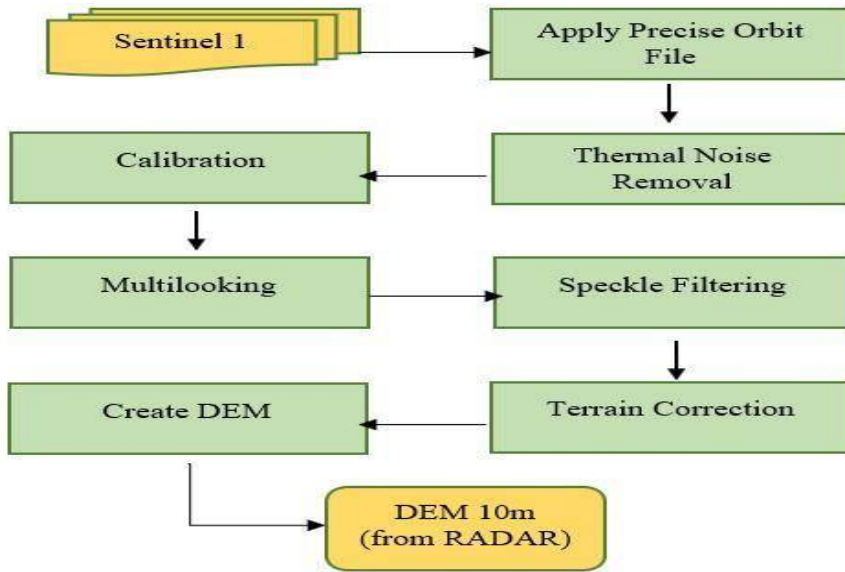 Sentinel 1
Apply Precise Orbit
File
Thermal Noise
Removal
Calibration
Multilooking
Speckle Filtering
Terrain Correction
Create DEM
DEM 10m
(from RADAR)